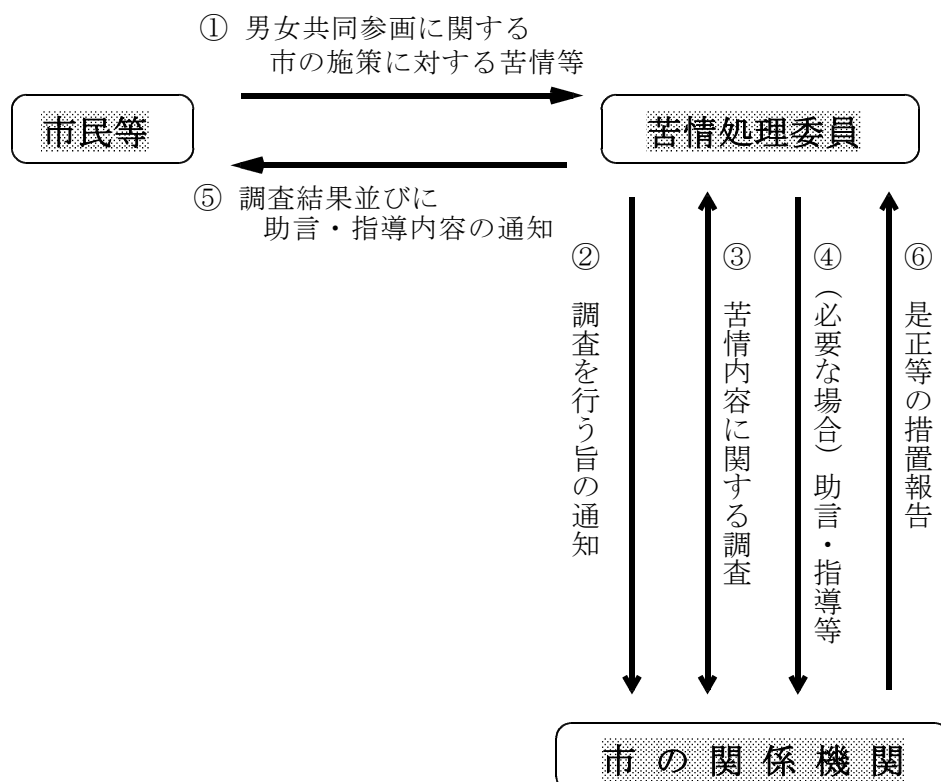 ① 男女共同参画に関する
市の施策に対する苦情等
市民等
苦情処理委員
⑤ 調査結果並びに
助言・指導内容の通知
② 調査を行う旨の通知
③ 苦情内容に関する調査
④ （必要な場合）助言・指導等
⑥ 是正等の措置報告
市の関係機関